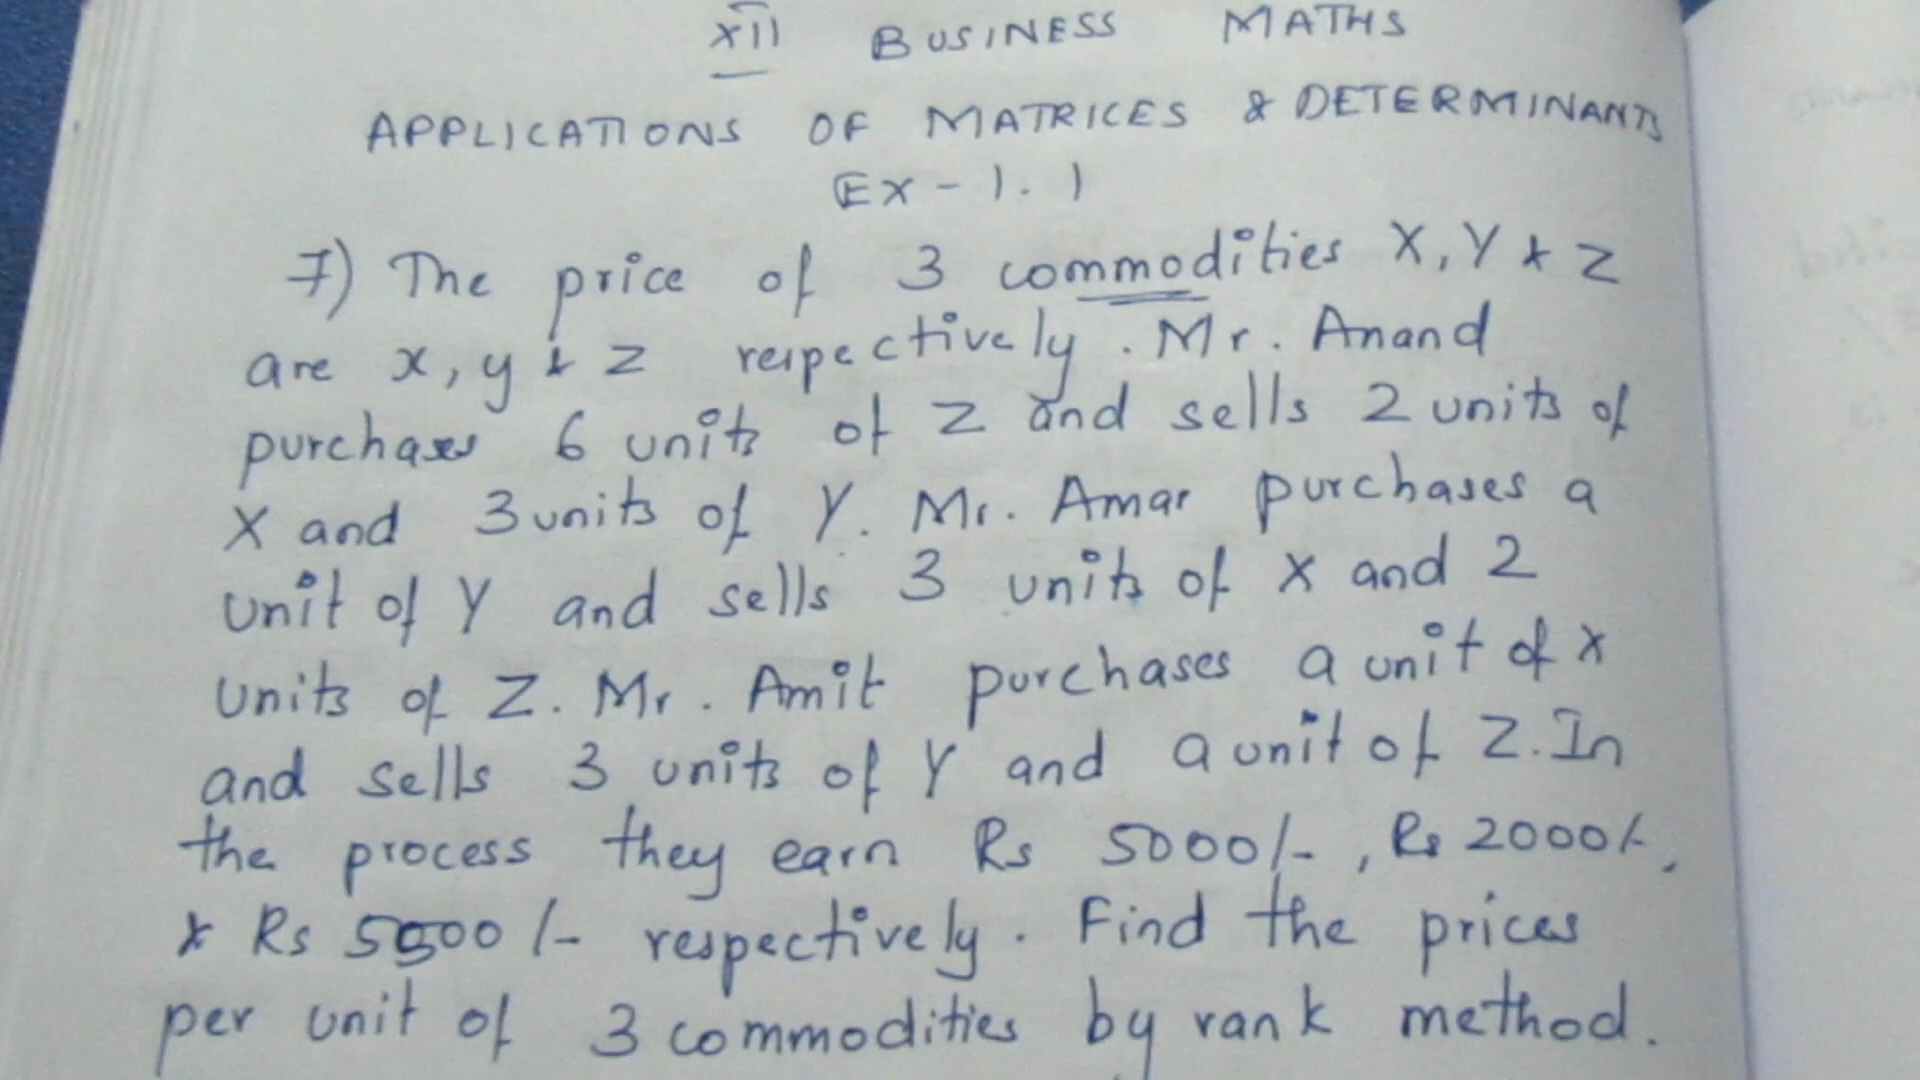 XII BUSINESS MATHS
APPLICATIONS OF MATRICES & DETERMINANTS
EX - 1.1
7) The price of 3 commodities X, Y & Z
are x, y & z respectively. Mr. Anand
purchases 6 units of Z and sells 2 units of
X and 3 units of Y. Mr. Amar purchases a
unit of Y and sells 3 units of X and 2
units of Z. Mr. Amit purchases a unit of X
and sells 3 units of Y and a unit of Z. In
the process they earn Rs 5000/-, Rs 2000/-,
& Rs 5500/- respectively. Find the prices
per unit of 3 commodities by rank method.